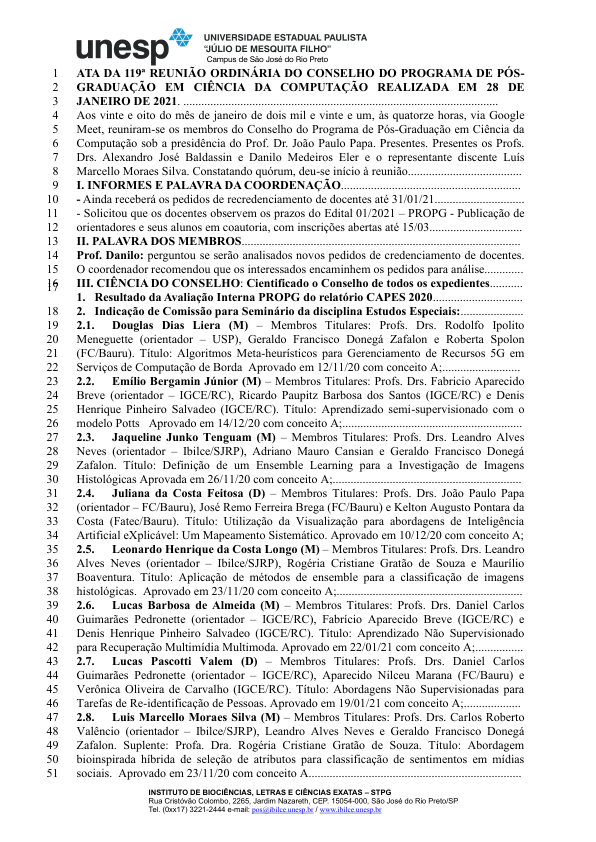 unesp
UNIVERSIDADE ESTADUAL PAULISTA
“JÚLIO DE MESQUITA FILHO”
Campus de São José do Rio Preto
1 ATA DA 119ª REUNIÃO ORDINÁRIA DO CONSELHO DO PROGRAMA DE PÓS-
2 GRADUAÇÃO EM CIÊNCIA DA COMPUTAÇÃO REALIZADA EM 28 DE
3 JANEIRO DE 2021. ..........................................................................................................
4 Aos vinte e oito do mês de janeiro de dois mil e vinte e um, às quatorze horas, via Google
5 Meet, reuniram-se os membros do Conselho do Programa de Pós-Graduação em Ciência da
6 Computação sob a presidência do Prof. Dr. João Paulo Papa. Presentes. Presentes os Profs.
7 Drs. Alexandro José Baldassin e Danilo Medeiros Eler e o representante discente Luis
8 Marcello Moraes Silva. Constatando quórum, deu-se início à reunião......................................
9 I. INFORMES E PALAVRA DA COORDENAÇÃO............................................................
10 - Ainda receberá os pedidos de recredenciamento de docentes até 31/01/21..............................
11 - Solicitou que os docentes observem os prazos do Edital 01/2021 – PROPG - Publicação de
12 orientadores e seus alunos em coautoria, com inscrições abertas até 15/03...............................
13 II. PALAVRA DOS MEMBROS.............................................................................................
14 Prof. Danilo: perguntou se serão analisados novos pedidos de credenciamento de docentes.
15 O coordenador recomendou que os interessados encaminhem os pedidos para análise.............
16 III. CIÊNCIA DO CONSELHO: Cientificado o Conselho de todos os expedientes...........
17 1. Resultado da Avaliação Interna PROPG do relatório CAPES 2020..............................
18 2. Indicação de Comissão para Seminário da disciplina Estudos Especiais:.....................
19 2.1. Douglas Dias Liera (M) – Membros Titulares: Profs. Drs. Rodolfo Ipolito
20 Meneguette (orientador – USP), Geraldo Francisco Donegá Zafalon e Roberta Spolon
21 (FC/Bauru). Título: Algoritmos Meta-heurísticos para Gerenciamento de Recursos 5G em
22 Serviços de Computação de Borda Aprovado em 12/11/20 com conceito A;..........................
23 2.2. Emílio Bergamin Júnior (M) – Membros Titulares: Profs. Drs. Fabricio Aparecido
24 Breve (orientador – IGCE/RC), Ricardo Paupitz Barbosa dos Santos (IGCE/RC) e Denis
25 Henrique Pinheiro Salvadeo (IGCE/RC). Título: Aprendizado semi-supervisionado com o
26 modelo Potts Aprovado em 14/12/20 com conceito A;............................................................
27 2.3. Jaqueline Junko Tenguam (M) – Membros Titulares: Profs. Drs. Leandro Alves
28 Neves (orientador – Ibilce/SJRP), Adriano Mauro Cansian e Geraldo Francisco Donegá
29 Zafalon. Título: Definição de um Ensemble Learning para a Investigação de Imagens
30 Histológicas Aprovada em 26/11/20 com conceito A;...............................................................
31 2.4. Juliana da Costa Feitosa (D) – Membros Titulares: Profs. Drs. João Paulo Papa
32 (orientador – FC/Bauru), José Remo Ferreira Brega (FC/Bauru) e Kelton Augusto Pontara da
33 Costa (Fatec/Bauru). Título: Utilização da Visualização para abordagens de Inteligência
34 Artificial eXplicável: Um Mapeamento Sistemático. Aprovado em 10/12/20 com conceito A;
35 2.5. Leonardo Henrique da Costa Longo (M) – Membros Titulares: Profs. Drs. Leandro
36 Alves Neves (orientador – Ibilce/SJRP), Rogéria Cristiane Gratão de Souza e Maurílio
37 Boaventura. Título: Aplicação de métodos de ensemble para a classificação de imagens
38 histológicas. Aprovado em 23/11/20 com conceito A;..............................................................
39 2.6. Lucas Barbosa de Almeida (M) – Membros Titulares: Profs. Drs. Daniel Carlos
40 Guimarães Pedronette (orientador – IGCE/RC), Fabrício Aparecido Breve (IGCE/RC) e
41 Denis Henrique Pinheiro Salvadeo (IGCE/RC). Título: Aprendizado Não Supervisionado
42 para Recuperação Multimídia Multimoda. Aprovado em 22/01/21 com conceito A;................
43 2.7. Lucas Pascotti Valem (D) – Membros Titulares: Profs. Drs. Daniel Carlos
44 Guimarães Pedronette (orientador – IGCE/RC), Aparecido Nilceu Marana (FC/Bauru) e
45 Verônica Oliveira de Carvalho (IGCE/RC). Título: Abordagens Não Supervisionadas para
46 Tarefas de Re-identificação de Pessoas. Aprovado em 19/01/21 com conceito A;...................
47 2.8. Luis Marcello Moraes Silva (M) – Membros Titulares: Profs. Drs. Carlos Roberto
48 Valêncio (orientador – Ibilce/SJRP), Leandro Alves Neves e Geraldo Francisco Donegá
49 Zafalon. Suplente: Profa. Dra. Rogéria Cristiane Gratão de Souza. Título: Abordagem
50 bioinspirada híbrida de seleção de atributos para classificação de sentimentos em mídias
51 sociais. Aprovado em 23/11/20 com conceito A.......................................................................
INSTITUTO DE BIOCIÊNCIAS, LETRAS E CIÊNCIAS EXATAS – STPG
Rua Cristóvão Colombo, 2265, Jardim Nazareth, CEP. 15054-000, São José do Rio Preto/SP
Tel. (0xx17) 3221-2444 e-mail: pos@ibilce.unesp.br / www.ibilce.unesp.br